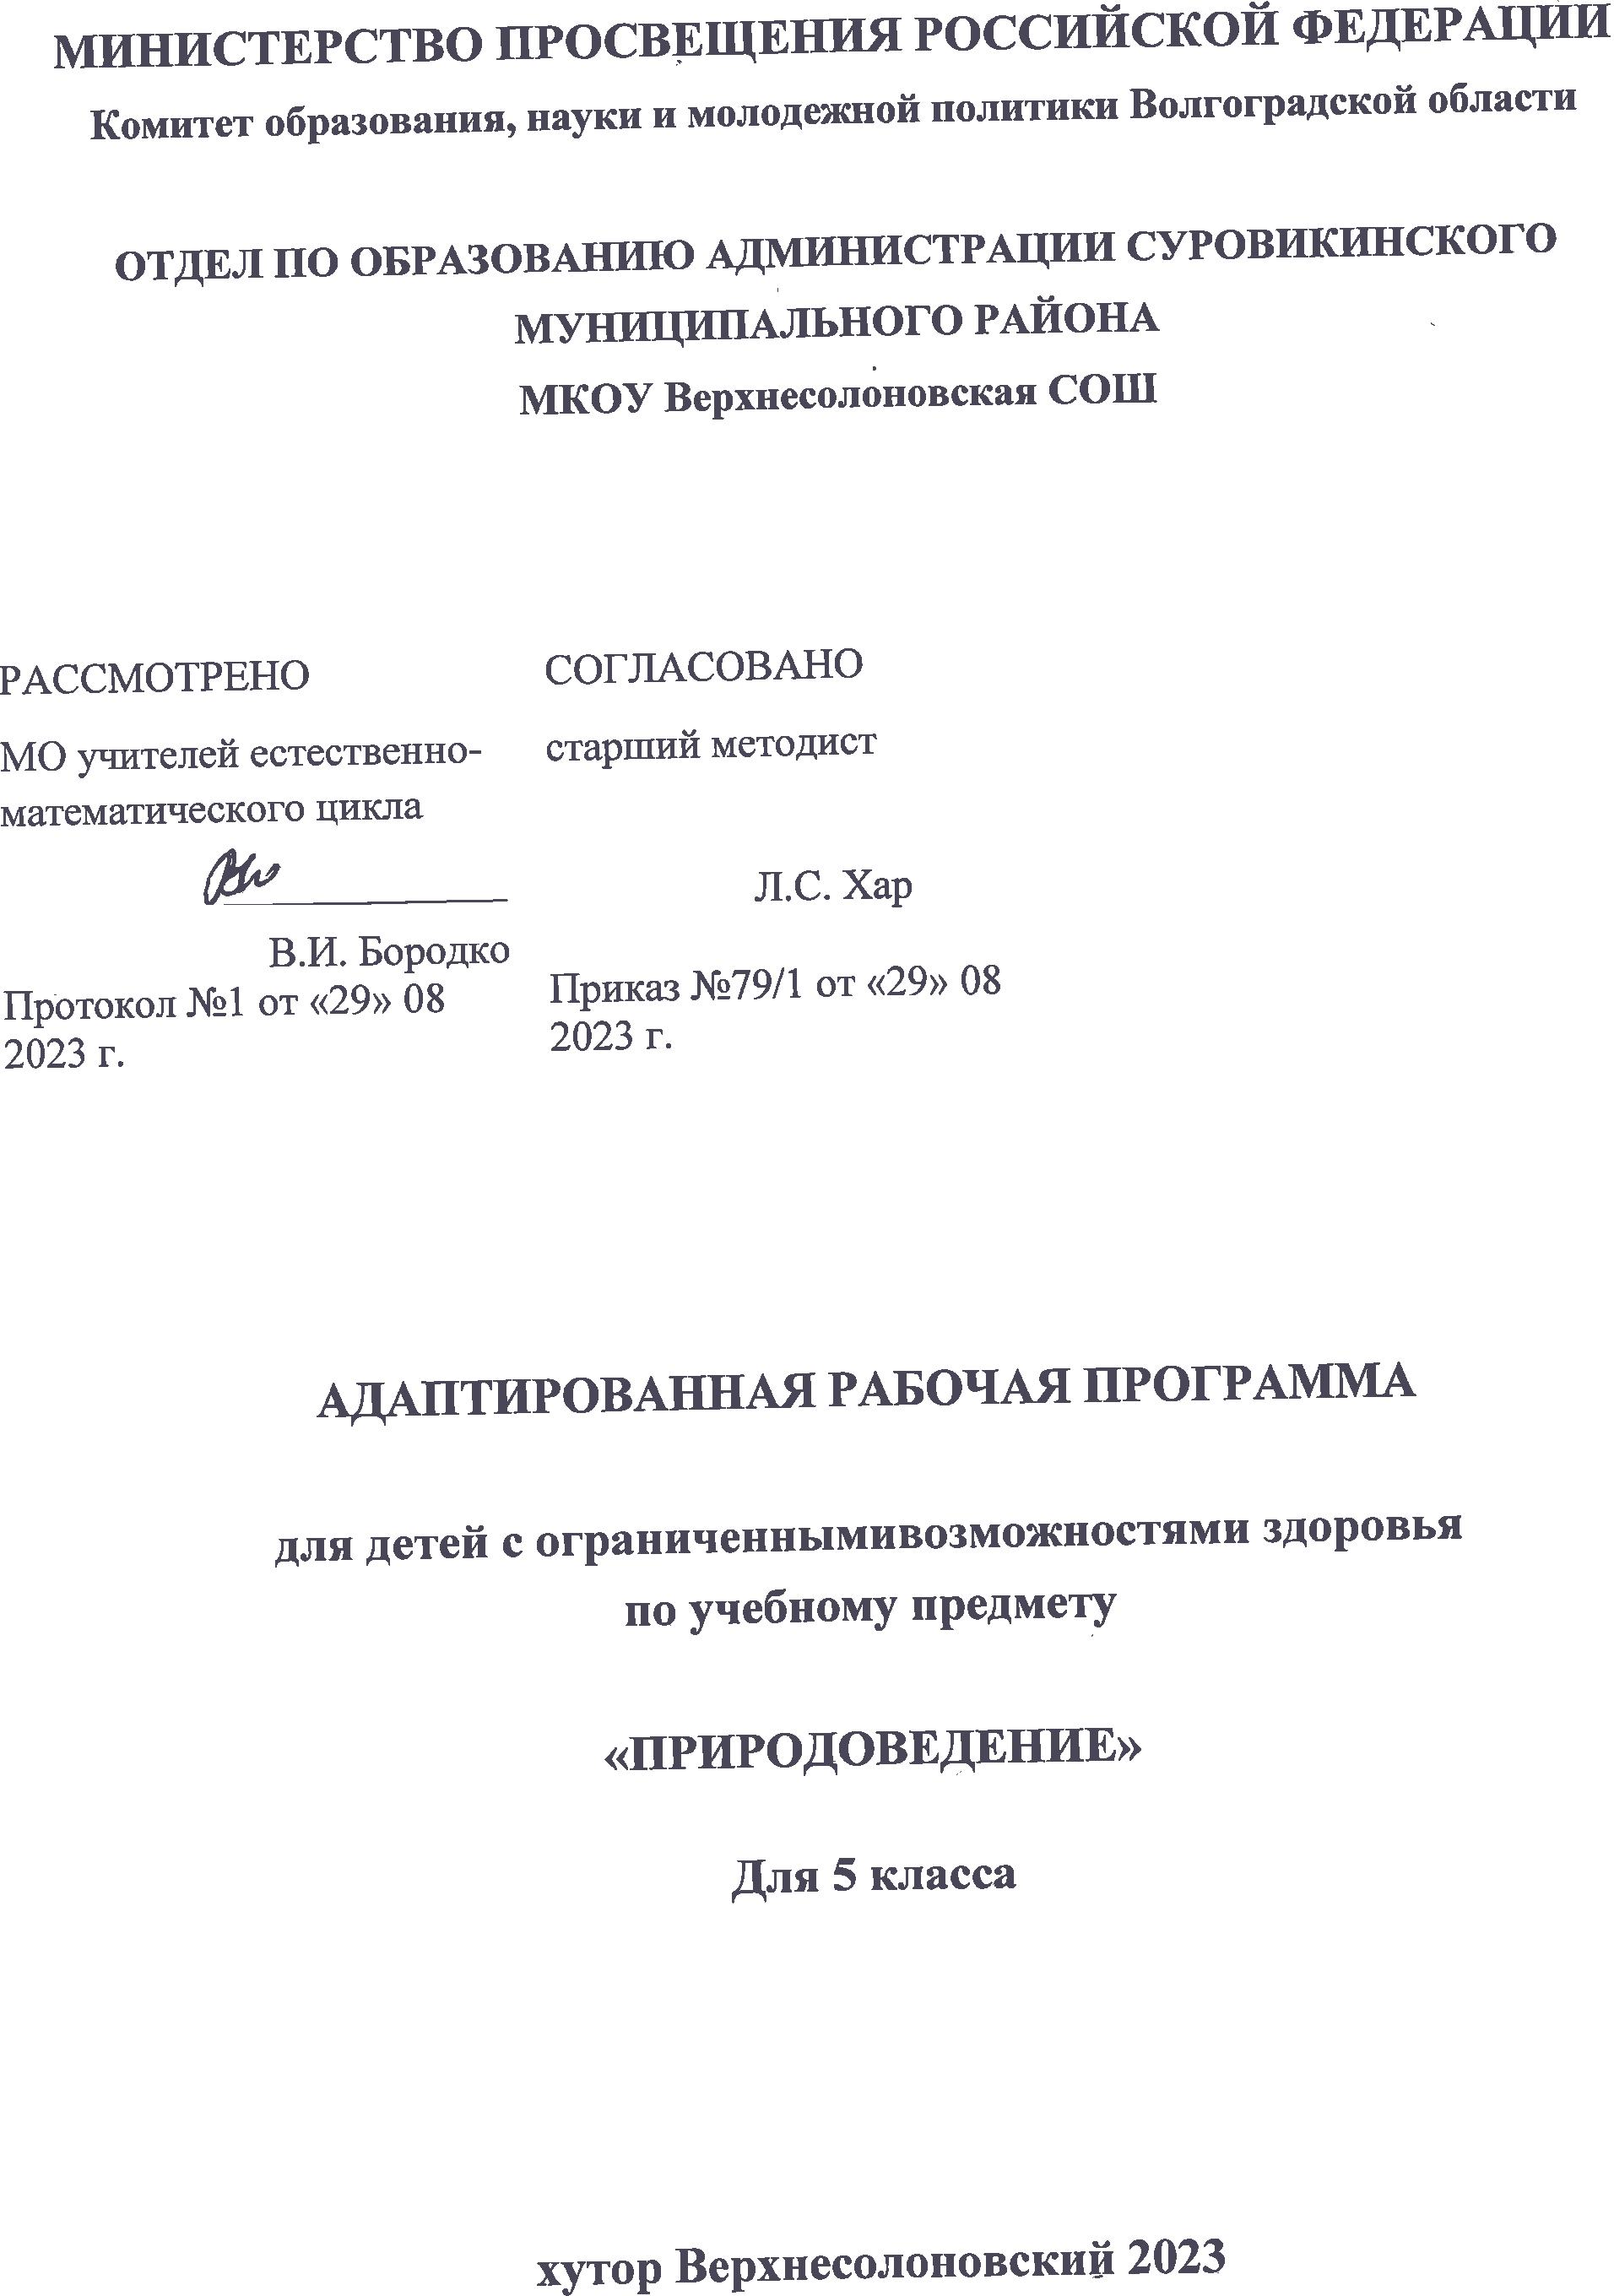 МИНИСТЕРСТВО ПРОСВЕЩЕНИЯ РОССИЙСКОЙ ФЕДЕРАЦИИ
Комитет образования, науки и молодежной политики Волгоградской области
ОТДЕЛ ПО ОБРАЗОВАНИЮ АДМИНИСТРАЦИИ СУРОВИКИНСКОГО
МУНИЦИПАЛЬНОГО РАЙОНА
МКОУ Верхнесолоновская СОШ
РАССМОТРЕНО
МО учителей естественно-
математического цикла
В.И. Бородко
Протокол №1 от «29» 08
2023 г.
СОГЛАСОВАНО
старший методист
Л.С. Хар
Приказ №79/1 от «29» 08
2023 г.
АДАПТИРОВАННАЯ РАБОЧАЯ ПРОГРАММА
для детей с ограниченнымивозможностями здоровья
по учебному предмету
«ПРИРОДОВЕДЕНИЕ»
Для 5 класса
хутор Верхнесолоновский 2023